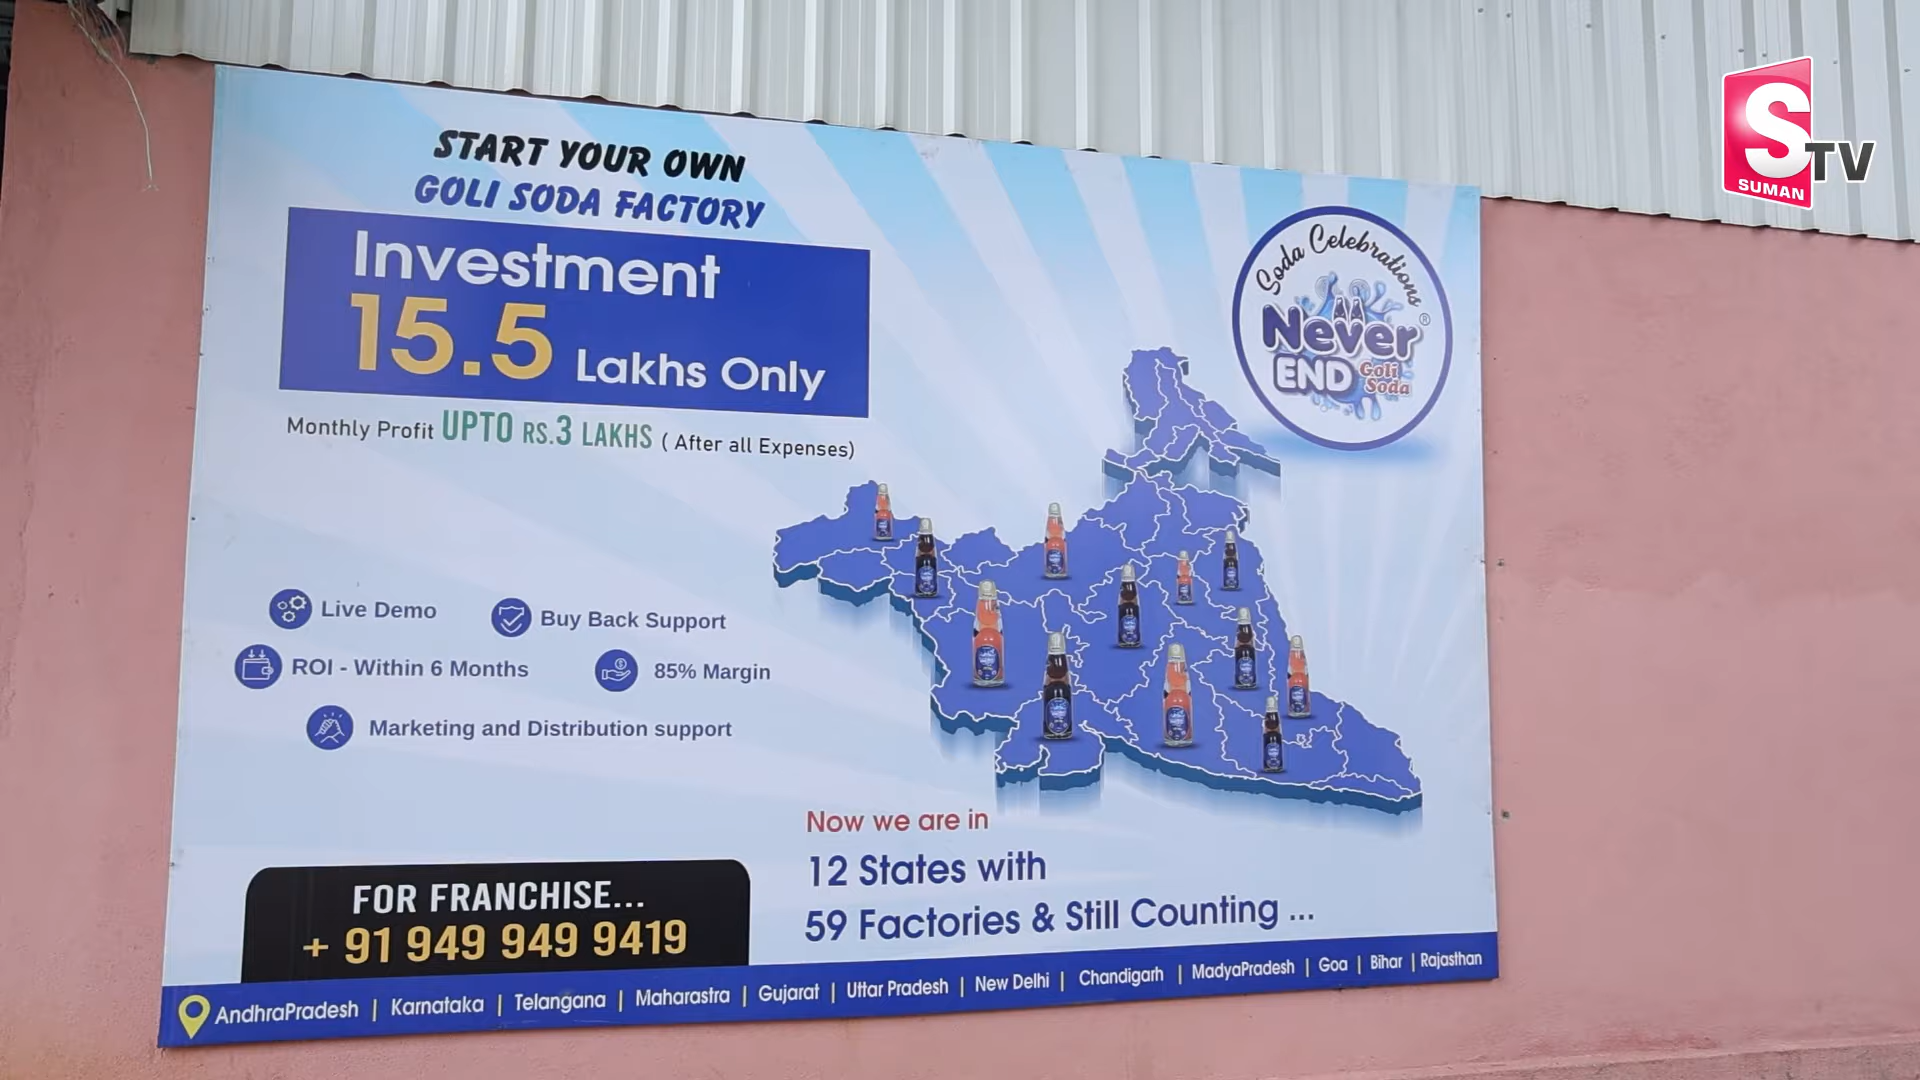 START YOUR OWN
GOLI SODA FACTORY
Investment
15.5 Lakhs Only
Monthly Profit UPTO RS.3 LAKHS ( After all Expenses)
Live Demo
Buy Back Support
ROI - Within 6 Months
85% Margin
Marketing and Distribution support
FOR FRANCHISE...
+ 91 949 949 9419
Soda Celebrations
Never ®
END Goli
Soda
Now we are in
12 States with
59 Factories & Still Counting ...
AndhraPradesh | Karnataka | Telangana | Maharastra | Gujarat | Uttar Pradesh | New Delhi | Chandigarh | MadyaPradesh | Goa | Bihar | Rajasthan
S TV
SUMAN